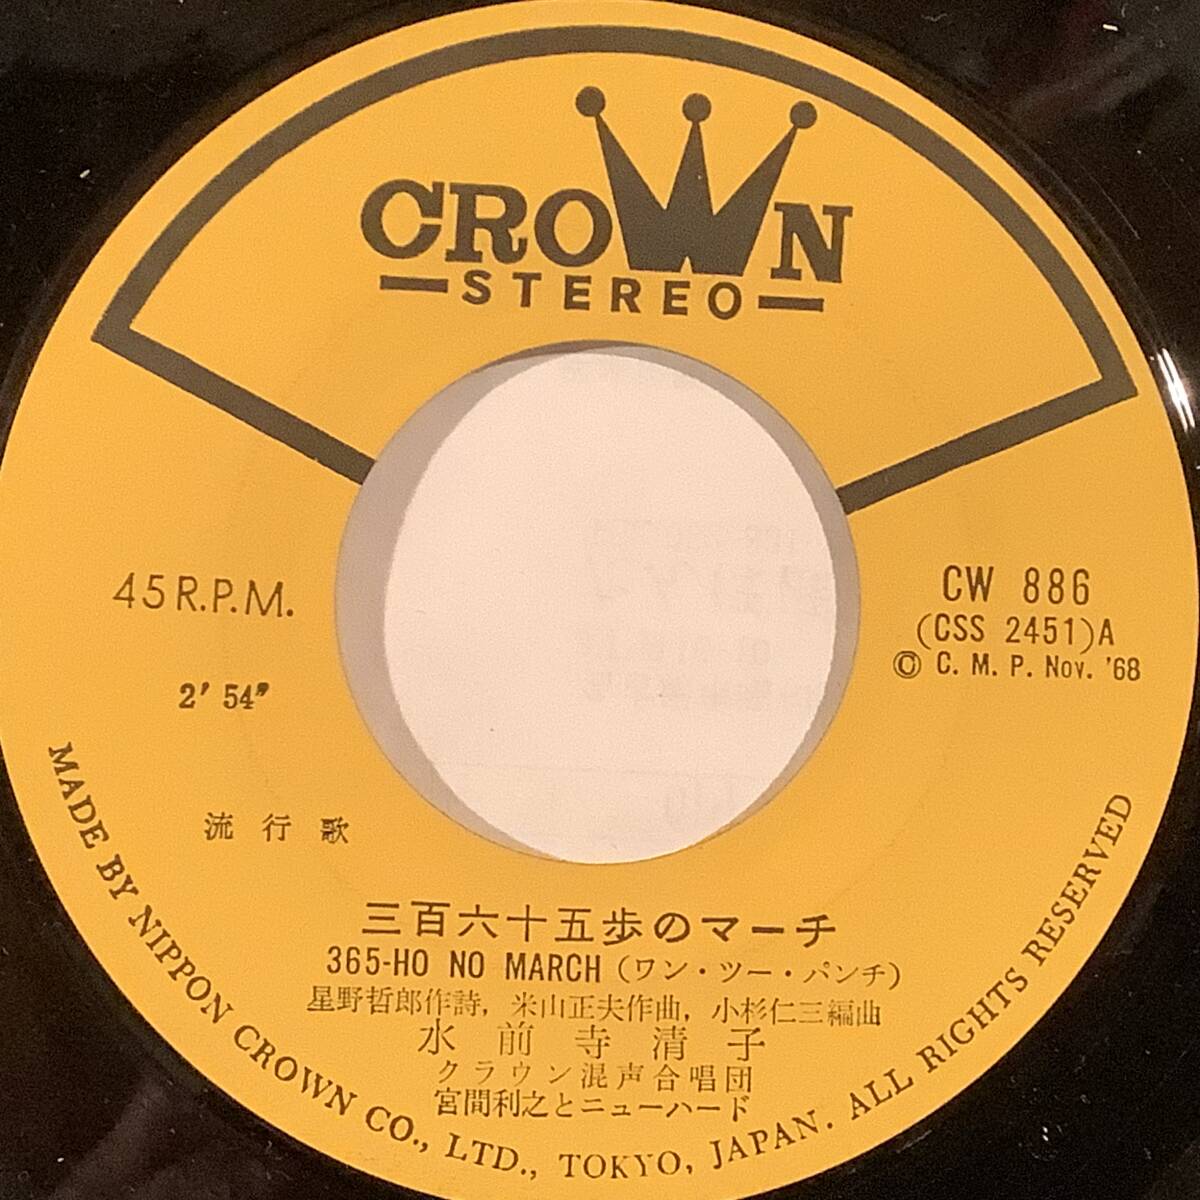 CROWN
STEREO
45 R.P.M.
2' 54"
流行歌
CW 886
(CSS 2451)A
© C. M. P. Nov. '68
三百六十五歩のマーチ
365-HO NO MARCH (ワン・ツー・パンチ)
星野哲郎作詩, 米山正夫作曲, 小杉仁三編曲
水前寺清子
クラウン混声合唱団
宮間利之とニューハード
MADE BY NIPPON CROWN CO., LTD., TOKYO, JAPAN. ALL RIGHTS RESERVED